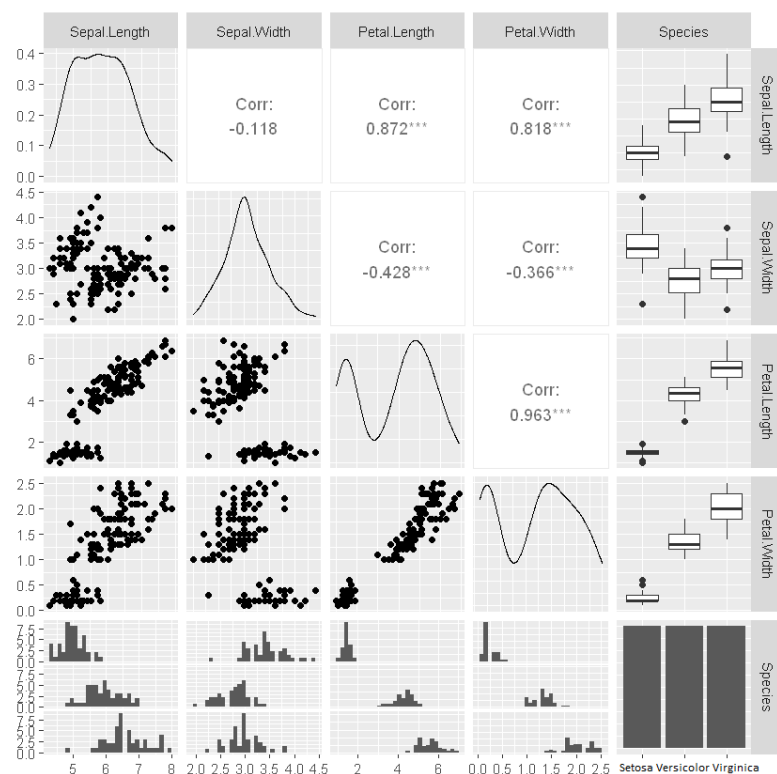 Sepal.Length Sepal.Width Petal.Length Petal.Width Species
0.4
0.3
0.2
0.1
0.0
Corr:
-0.118
Corr:
0.872***
Corr:
0.818***
Sepal.Length
4.5
4.0
3.5
3.0
2.5
2.0
Corr:
-0.428***
Corr:
-0.366***
Sepal.Width
6
4
2
Corr:
0.963***
Petal.Length
2.5
2.0
1.5
1.0
0.5
0.0
Petal.Width
7.5
5.0
2.5
0.0
7.5
5.0
2.5
0.0
7.5
5.0
2.5
0.0
Species
5 6 7 8 2.0 2.5 3.0 3.5 4.0 4.5 2 4 6 0.0 0.5 1.0 1.5 2.0 2.5 Setosa Versicolor Virginica